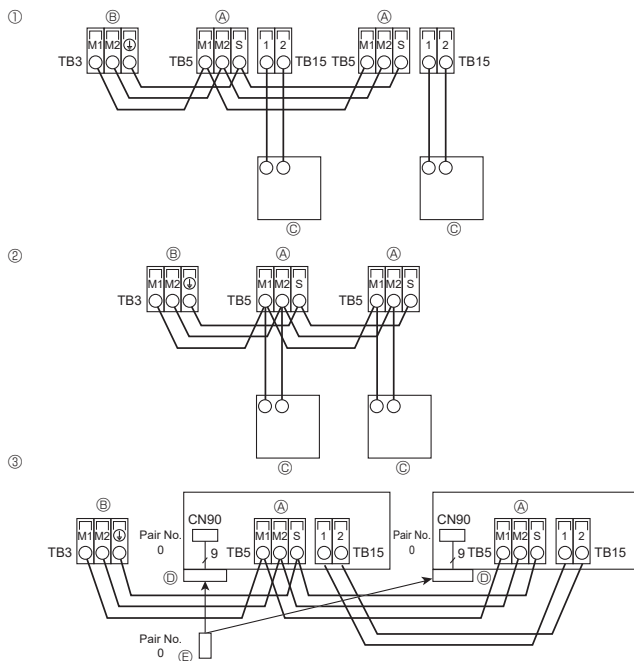 ①
Ⓑ Ⓐ Ⓐ
M1 M2 ⏚ M1 M2 S 1 2 M1 M2 S 1 2
TB3 TB5 TB15 TB5 TB15
Ⓒ Ⓒ
②
Ⓑ Ⓐ Ⓐ
M1 M2 ⏚ M1 M2 S M1 M2 S
TB3 TB5 TB5
Ⓒ Ⓒ
③
Ⓑ Ⓐ Ⓐ
CN90 CN90
M1 M2 ⏚ Pair No. M1 M2 S 1 2 Pair No. M1 M2 S 1 2
0 0
TB3 9 TB5 TB15 9 TB5 TB15
Ⓓ Ⓓ
Pair No.
0 Ⓔ